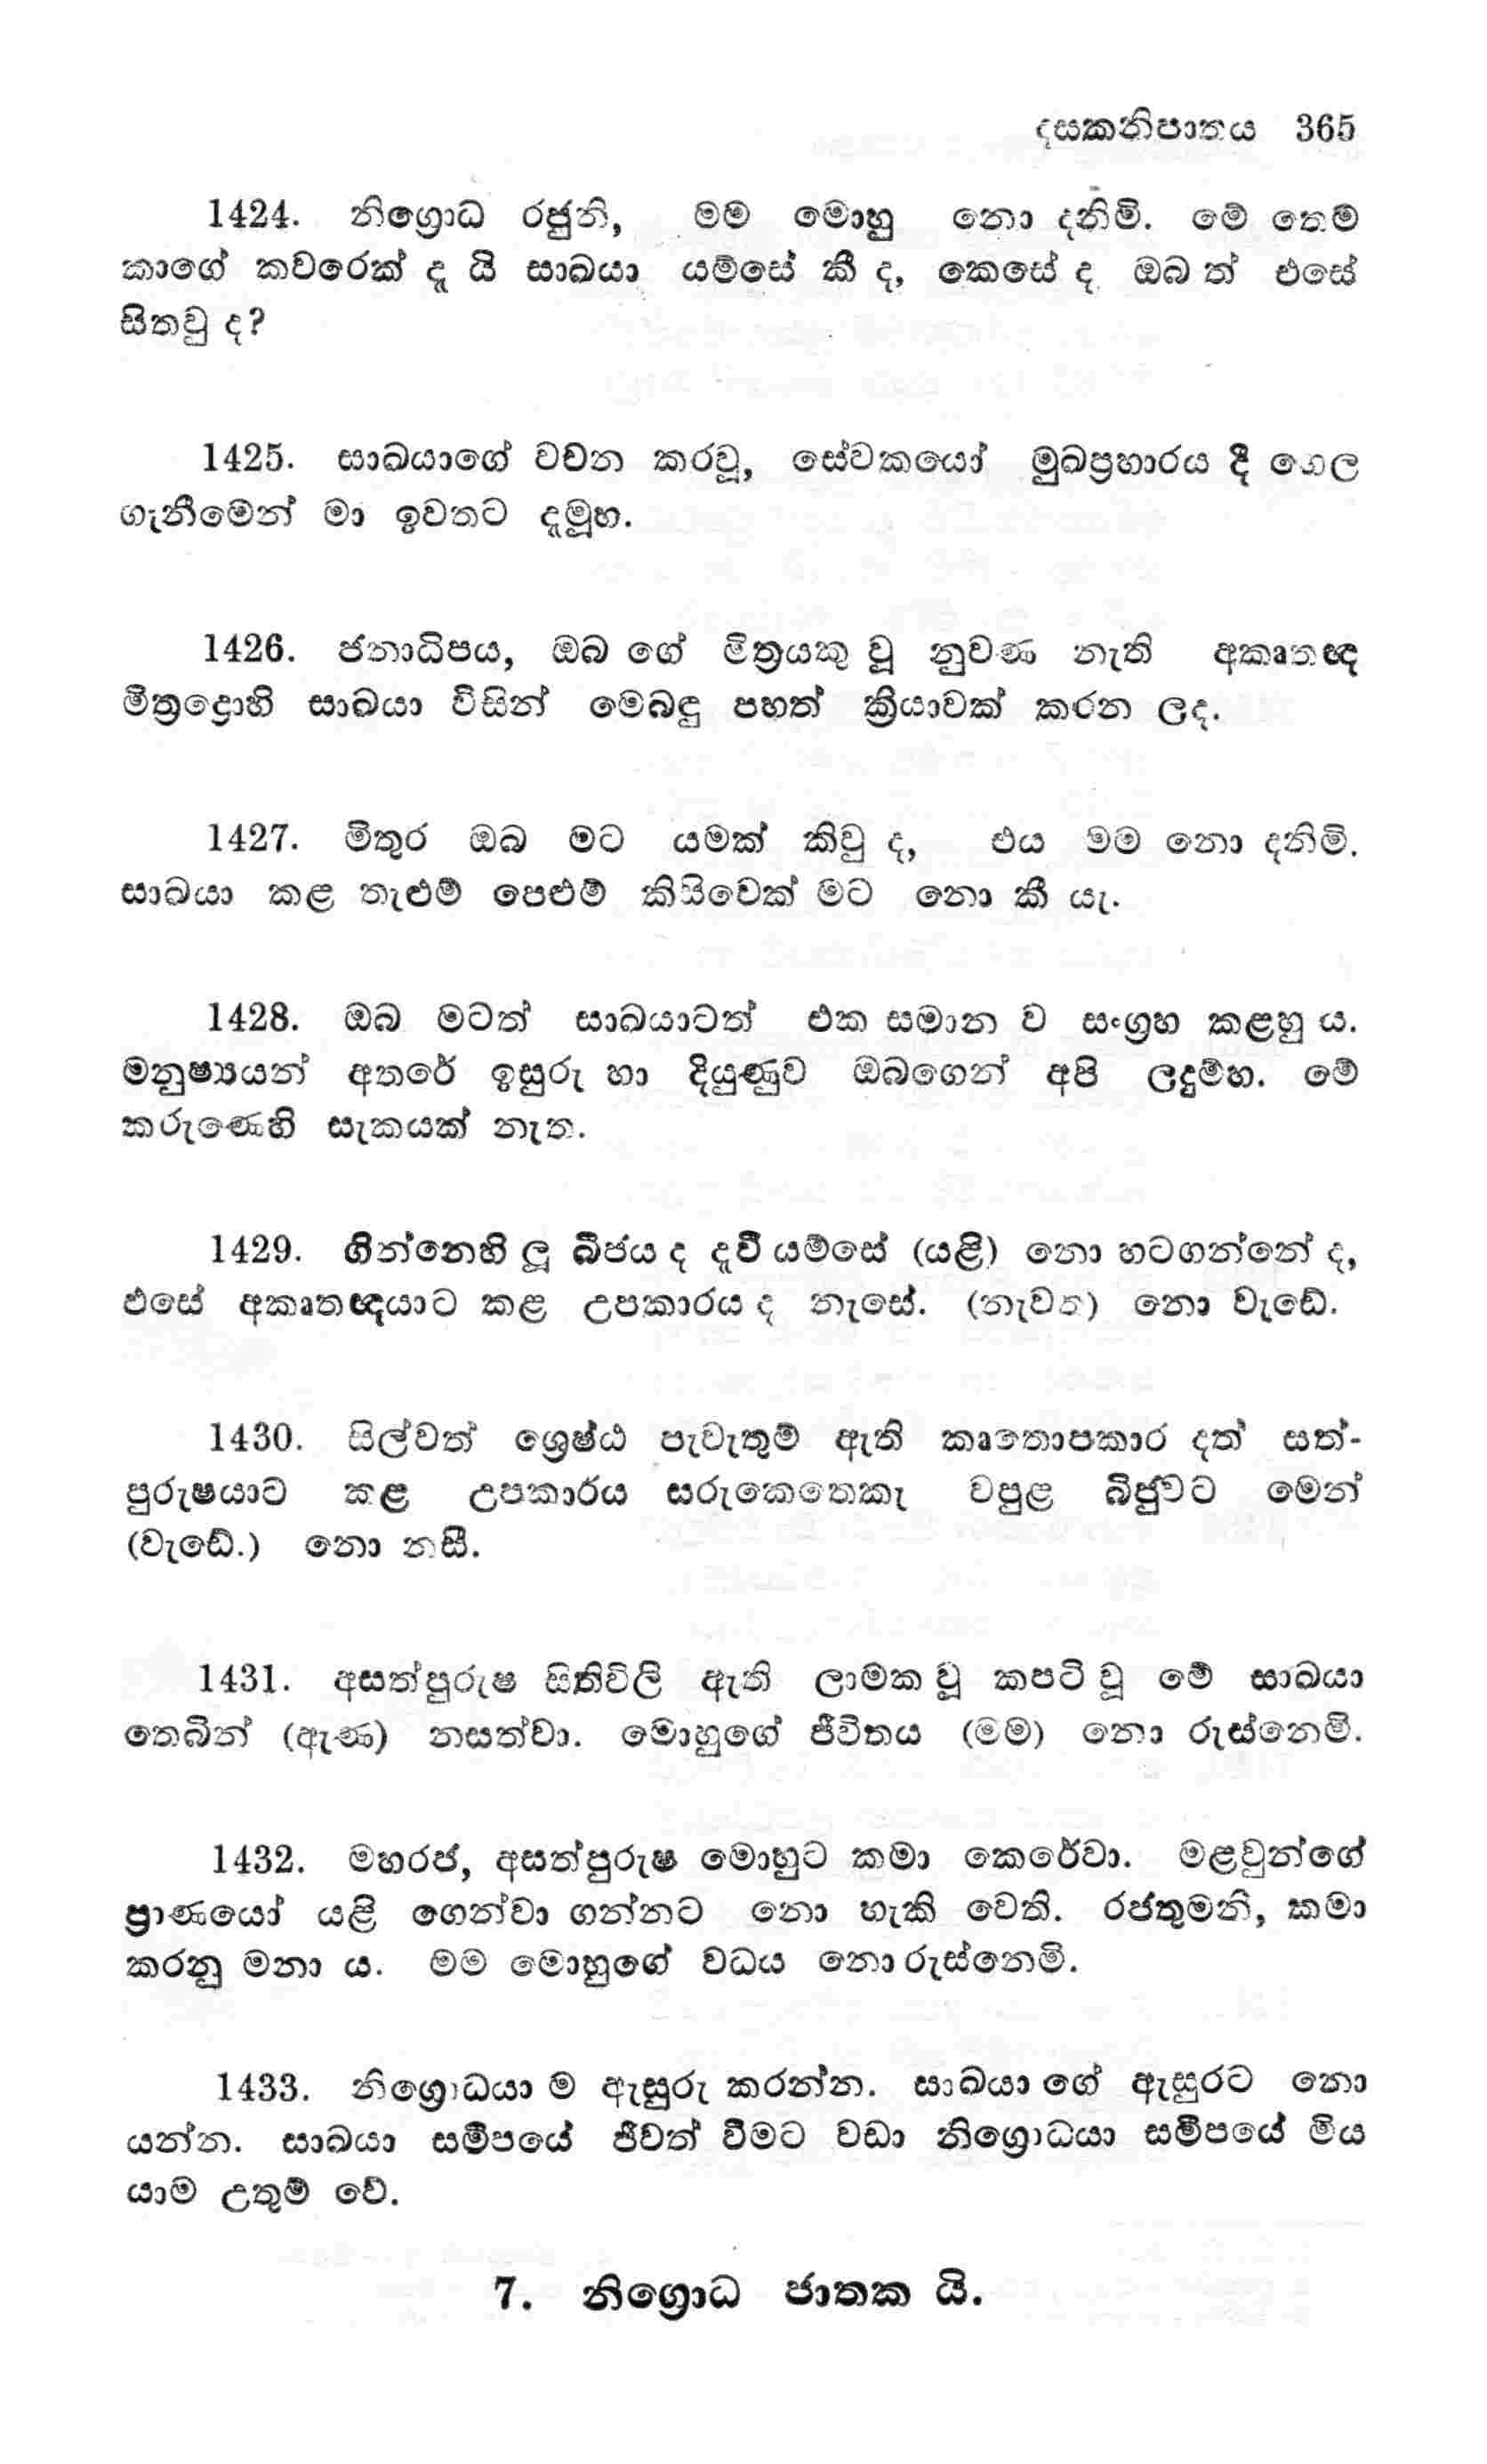 දසකනිපාතය 365
1424. නිග්‍රොධ රජුනි, මම මොහු නො දනිමි. මේ තෙම
කාගේ කවරෙක් දැ යි සාඛයා යම්සේ කී ද, කෙසේ ද ඔබ ත් එසේ
සිතවු ද?
1425. සාඛයාගේ වචන කරවූ, සේවකයෝ මුඛප්‍රහාරය දී ගෙල
ගැනීමෙන් මා ඉවතට දැමූහ.
1426. ජනාධිපය, ඔබ ගේ මිත්‍රයකු වූ නුවණ නැති අකෘතඥ
මිත්‍රද්‍රොහි සාඛයා විසින් මෙබඳු පහත් ක්‍රියාවක් කරන ලද.
1427. මිතුර ඔබ මට යමක් කිවු ද, එය මම නො දනිමි.
සාඛයා කළ තැළුම් පෙළුම් කිසිවෙක් මට නො කී යැ.
1428. ඔබ මටත් සාඛයාටත් එක සමාන ව සංග්‍රහ කළහු ය.
මනුෂ්‍යයන් අතරේ ඉසුරු හා දියුණුව ඔබගෙන් අපි ලදුම්හ. මේ
කරුණෙහි සැකයක් නැත.
1429. ගින්නෙහි ලූ බීජය ද දැවී යම්සේ (යළි) නො හටගන්නේ ද,
එසේ අකෘතඥයාට කළ උපකාරය ද නැසේ. (නැවත) නො වැඩේ.
1430. සිල්වත් ශ්‍රෙෂ්ඨ පැවැතුම් ඇති කෘතොපකාර දත් සත්-
පුරුෂයාට කළ උපකාරය සරුකෙතෙකැ වපුළ බිජුවට මෙන්
(වැඩේ.) නො නසී.
1431. අසත්පුරුෂ සිතිවිලි ඇති ලාමක වූ කපටි වූ මේ සාඛයා
තෙබින් (ඇණ) නසත්වා. මොහුගේ ජීවිතය (මම) නො රුස්නෙමි.
1432. මහරජ, අසත්පුරුෂ මොහුට කමා කෙරේවා. මළවුන්ගේ
ප්‍රාණයෝ යළි ගෙන්වා ගන්නට නො හැකි වෙති. රජතුමනි, කමා
කරනු මනා ය. මම මොහුගේ වධය නො රුස්නෙමි.
1433. නිග්‍රොධයා ම ඇසුරු කරන්න. සාඛයා ගේ ඇසුරට නො
යන්න. සාඛයා සමීපයේ ජීවත් වීමට වඩා නිග්‍රොධයා සමීපයේ මිය
යාම උතුම් වේ.
7. නිග්‍රොධ ජාතක යි.